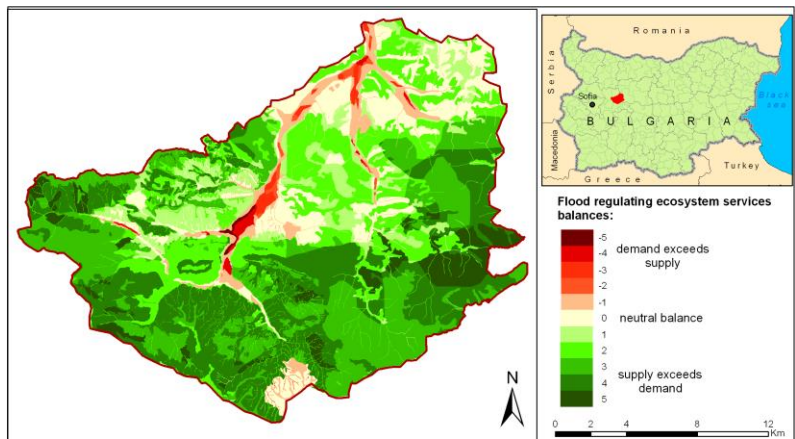 Romania
Serbia
Sofia
Black
sea
BULGARIA
Macedonia
Turkey
Greece
Flood regulating ecosystem services
balances:
-5
-4
demand exceeds
supply
-3
-2
-1
0
neutral balance
1
2
3
supply exceeds
demand
4
5
N
0 2 4 8 12
Km